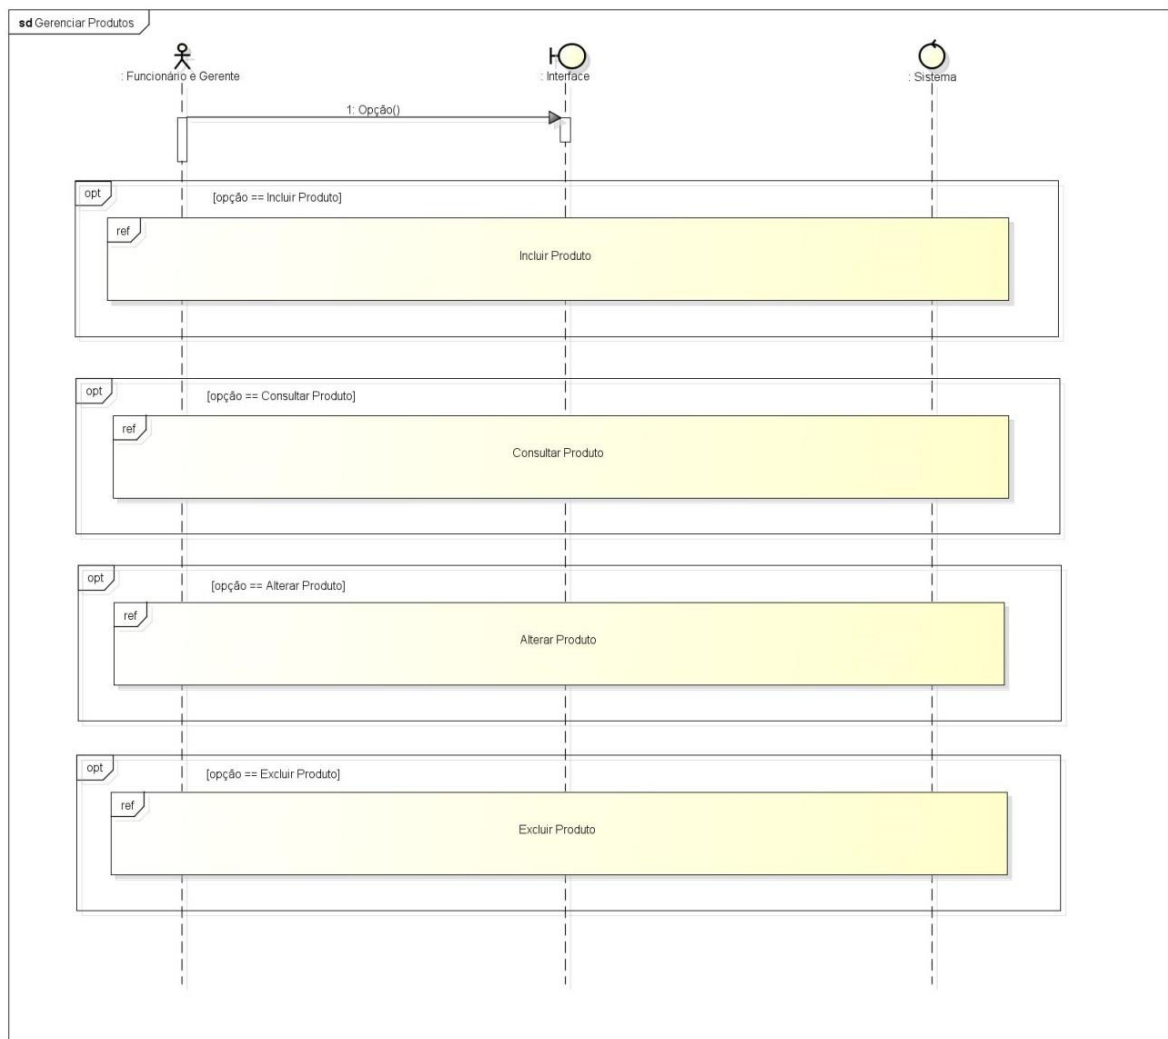 sd Gerenciar Produtos
: Funcionário e Gerente
: Interface
: Sistema
1: Opção()
opt
[opção == Incluir Produto]
ref
Incluir Produto
opt
[opção == Consultar Produto]
ref
Consultar Produto
opt
[opção == Alterar Produto]
ref
Alterar Produto
opt
[opção == Excluir Produto]
ref
Excluir Produto